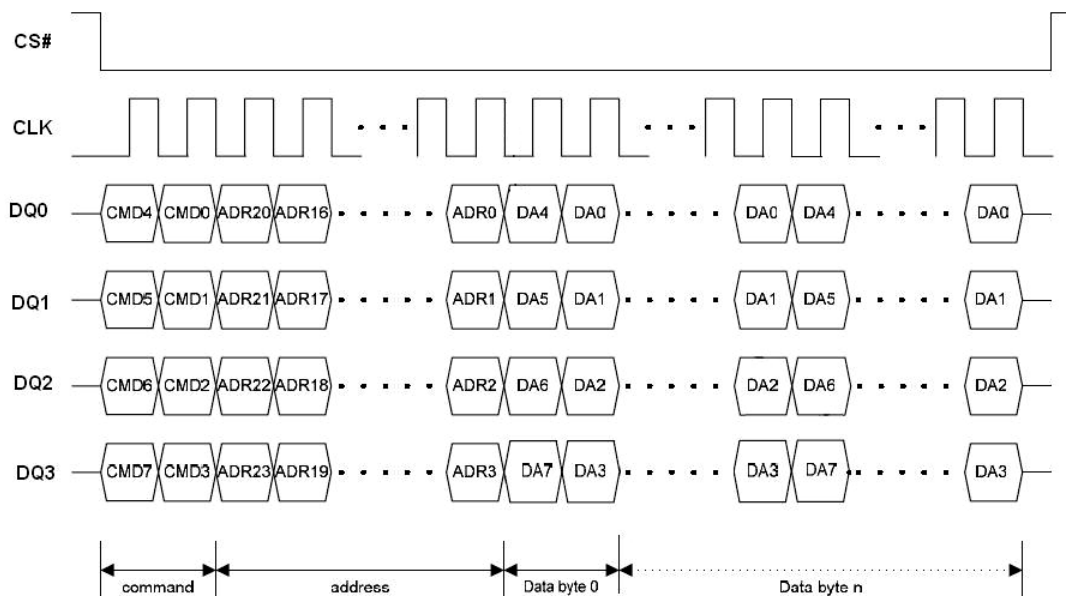 CS#
CLK
DQ0 CMD4 CMD0 ADR20 ADR16 ADR0 DA4 DA0 DA0 DA4 DA0
DQ1 CMD5 CMD1 ADR21 ADR17 ADR1 DA5 DA1 DA1 DA5 DA1
DQ2 CMD6 CMD2 ADR22 ADR18 ADR2 DA6 DA2 DA2 DA6 DA2
DQ3 CMD7 CMD3 ADR23 ADR19 ADR3 DA7 DA3 DA3 DA7 DA3
command address Data byte 0 Data byte n